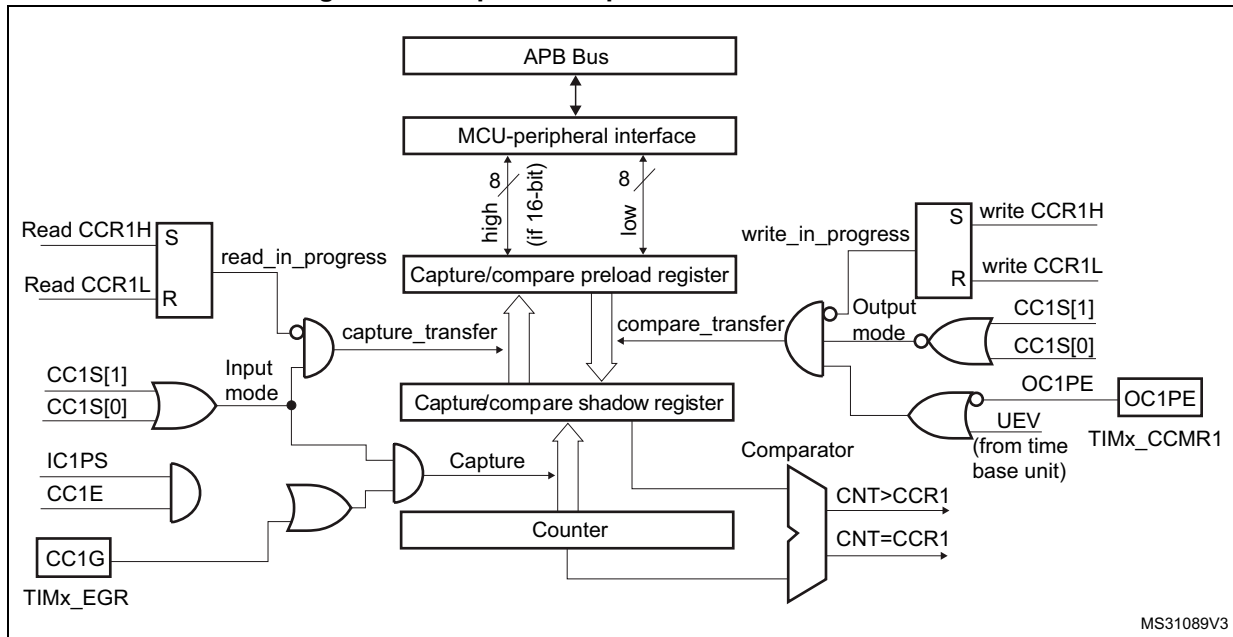 APB Bus
MCU-peripheral interface
8
high
(if 16-bit)
8
low
Read CCR1H
S
read_in_progress
Read CCR1L
R
write_in_progress
S
write CCR1H
R
write CCR1L
Capture/compare preload register
capture_transfer
compare_transfer
Output
mode
CC1S[1]
CC1S[0]
CC1S[1]
CC1S[0]
Input
mode
Capture/compare shadow register
OC1PE
OC1PE
UEV
(from time
base unit)
TIMx_CCMR1
IC1PS
CC1E
Capture
Comparator
CNT>CCR1
Counter
CNT=CCR1
CC1G
TIMx_EGR
MS31089V3